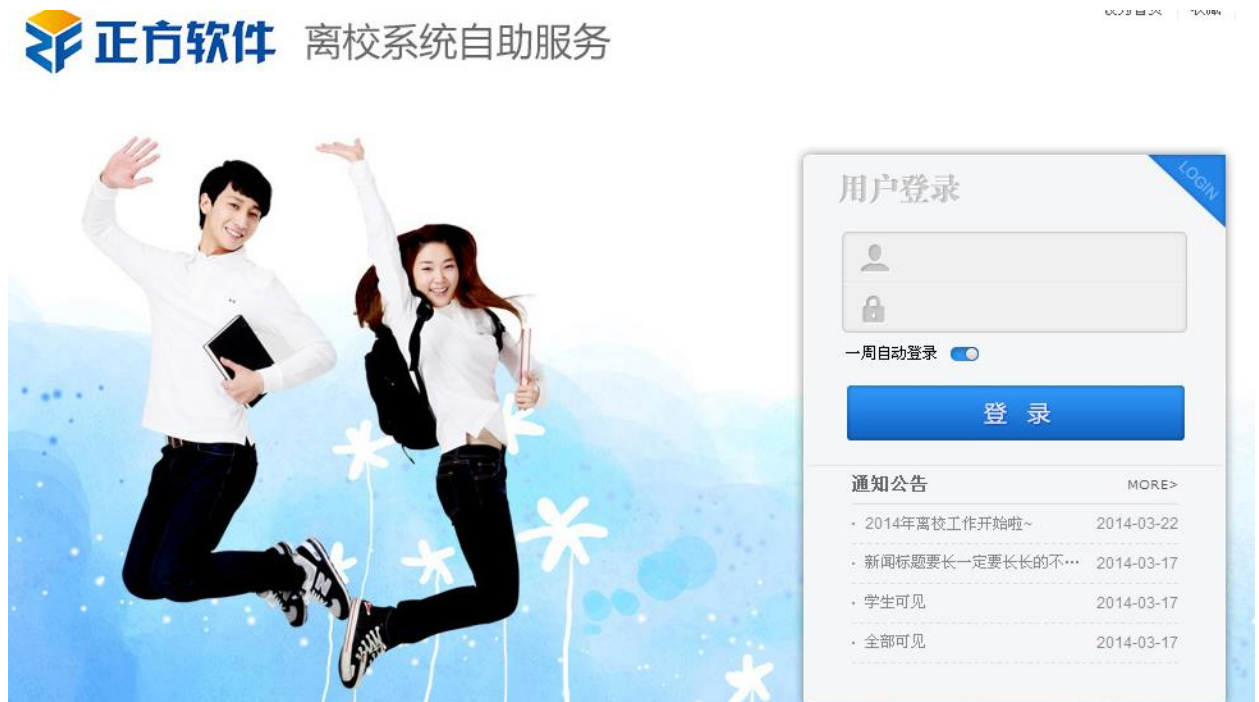 正方软件 离校系统自助服务
LOGIN
用户登录
一周自动登录
登 录
通知公告 MORE>
· 2014年离校工作开始啦~ 2014-03-22
· 新闻标题要长一定要长长的不… 2014-03-17
· 学生可见 2014-03-17
· 全部可见 2014-03-17